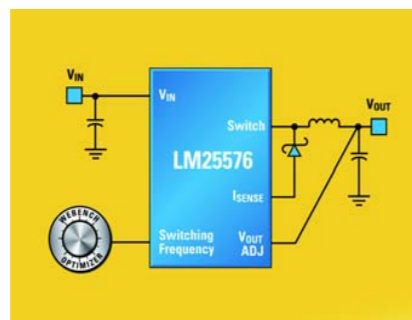 VIN
VIN
VOUT
Switch
LM25576
ISENSE
WEBENCH
OPTIMIZER
Switching
Frequency
VOUT
ADJ